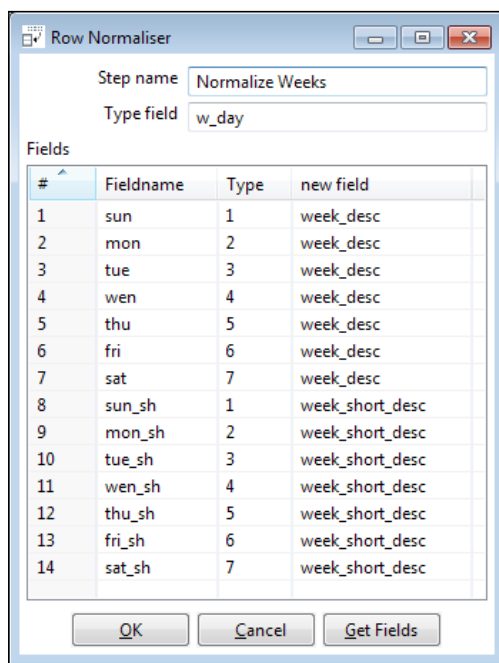 Row Normaliser
Step name Normalize Weeks
Type field w_day
Fields
# Fieldname Type new field
1 sun 1 week_desc
2 mon 2 week_desc
3 tue 3 week_desc
4 wen 4 week_desc
5 thu 5 week_desc
6 fri 6 week_desc
7 sat 7 week_desc
8 sun_sh 1 week_short_desc
9 mon_sh 2 week_short_desc
10 tue_sh 3 week_short_desc
11 wen_sh 4 week_short_desc
12 thu_sh 5 week_short_desc
13 fri_sh 6 week_short_desc
14 sat_sh 7 week_short_desc
OK Cancel Get Fields